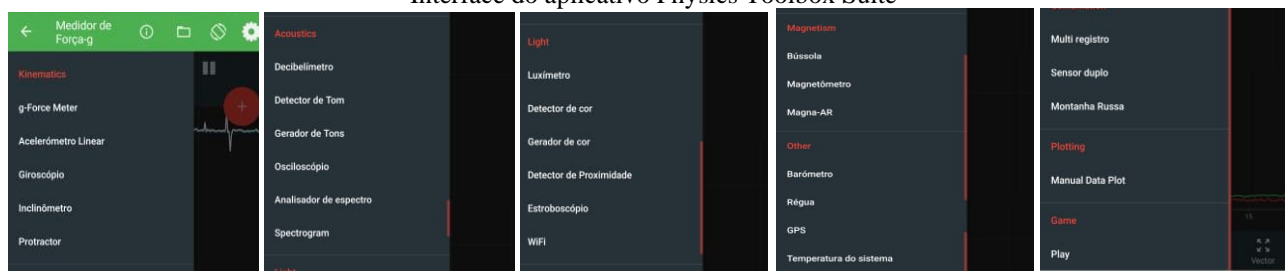 Interface do aplicativo Physics Toolbox Suite
Medidor de
Força-g
Kinematics
g-Force Meter
Acelerómetro Linear
Giroscópio
Inclinômetro
Protractor
Acoustics
Decibelímetro
Detector de Tom
Gerador de Tons
Osciloscópio
Analisador de espectro
Spectrogram
Light
Luxímetro
Detector de cor
Gerador de cor
Detector de Proximidade
Estroboscópio
WiFi
Magnetism
Bússola
Magnetômetro
Magna-AR
Other
Barómetro
Régua
GPS
Temperatura do sistema
Multi registro
Sensor duplo
Montanha Russa
Plotting
Manual Data Plot
Game
Play
15
Vector